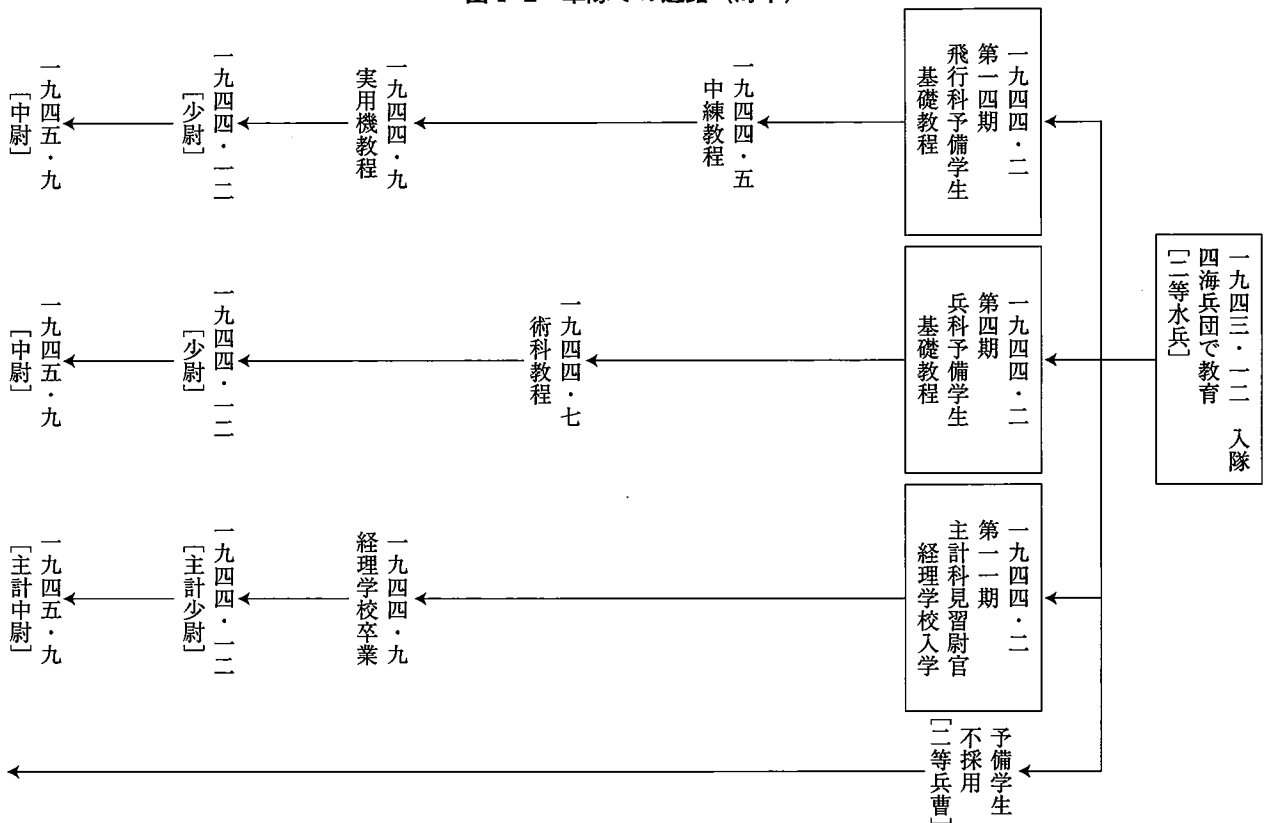 一九四三・一二　入隊
四海兵団で教育
[二等水兵]
一九四四・二
第一四期
飛行科予備学生
基礎教程
一九四四・五
中練教程
一九四四・九
実用機教程
一九四四・一二
[少尉]
一九四五・九
[中尉]
一九四四・二
第四期
兵科予備学生
基礎教程
一九四四・七
術科教程
一九四四・一二
[少尉]
一九四五・九
[中尉]
一九四四・二
第一一期
主計科見習尉官
経理学校入学
一九四四・九
経理学校卒業
一九四四・一二
[主計少尉]
一九四五・九
[主計中尉]
予備学生
不採用
[二等兵曹]